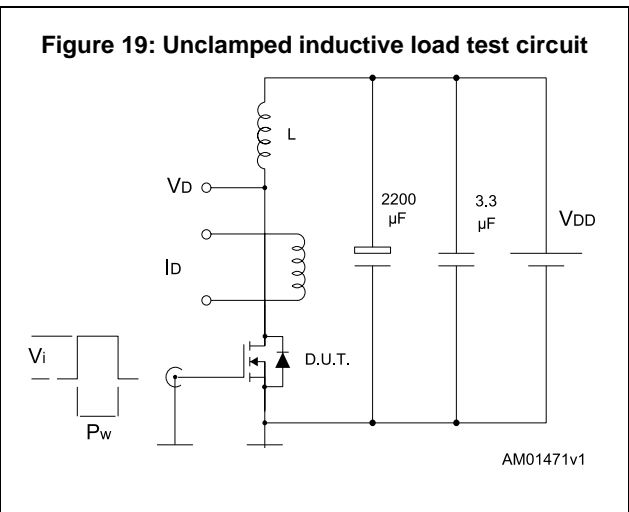 Figure 19: Unclamped inductive load test circuit
L
VD
2200
µF
3.3
µF
VDD
ID
Vi
D.U.T.
Pw
AM01471v1